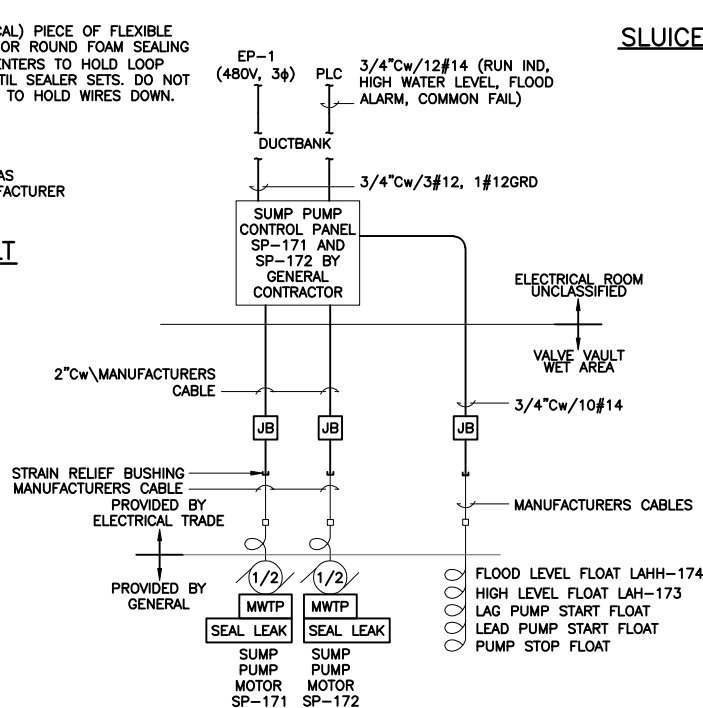 CAL) PIECE OF FLEXIBLE
OR ROUND FOAM SEALING
ENTERS TO HOLD LOOP
TIL SEALER SETS. DO NOT
TO HOLD WIRES DOWN.
SLUICE
EP-1
(480V, 3ϕ)
PLC
3/4"Cw/12#14 (RUN IND,
HIGH WATER LEVEL, FLOOD
ALARM, COMMON FAIL)
DUCTBANK
AS
FACTURER
3/4"Cw/3#12, 1#12GRD
SUMP PUMP
CONTROL PANEL
SP-171 AND
SP-172 BY
GENERAL
CONTRACTOR
LT
ELECTRICAL ROOM
UNCLASSIFIED
VALVE VAULT
WET AREA
2"Cw\MANUFACTURERS
CABLE
3/4"Cw/10#14
JB
JB
JB
STRAIN RELIEF BUSHING
MANUFACTURERS CABLE
MANUFACTURERS CABLES
PROVIDED BY
ELECTRICAL TRADE
PROVIDED BY
GENERAL
1/2
1/2
MWTP
MWTP
SEAL LEAK
SEAL LEAK
SUMP
PUMP
MOTOR
SP-171
SUMP
PUMP
MOTOR
SP-172
FLOOD LEVEL FLOAT LAHH-174
HIGH LEVEL FLOAT LAH-173
LAG PUMP START FLOAT
LEAD PUMP START FLOAT
PUMP STOP FLOAT